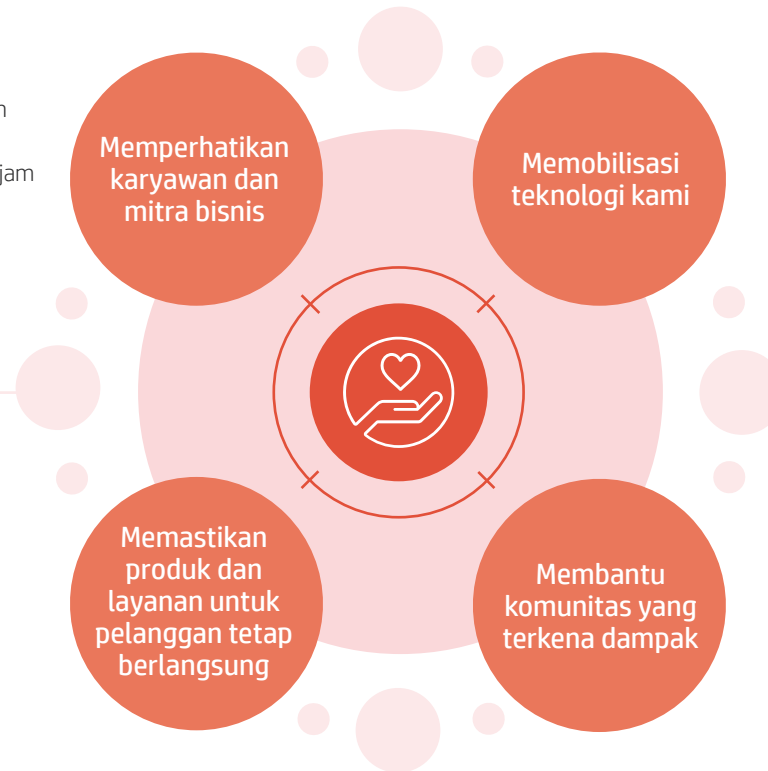 jam
Memperhatikan
karyawan dan
mitra bisnis
Memobilisasi
teknologi kami
Memastikan
produk dan
layanan untuk
pelanggan tetap
berlangsung
Membantu
komunitas yang
terkena dampak